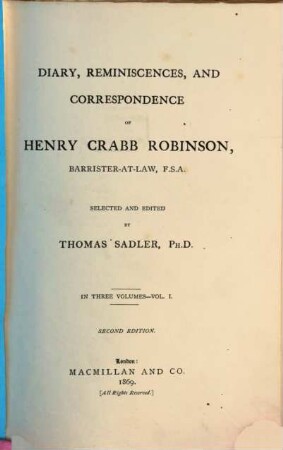 DIARY, REMINISCENCES, AND
CORRESPONDENCE
OF
HENRY CRABB ROBINSON,
BARRISTER-AT-LAW, F.S.A.
SELECTED AND EDITED
BY
THOMAS SADLER, PH.D.
IN THREE VOLUMES—VOL. I.
SECOND EDITION.
London:
MACMILLAN AND CO.
1869.
[All Rights Reserved.]